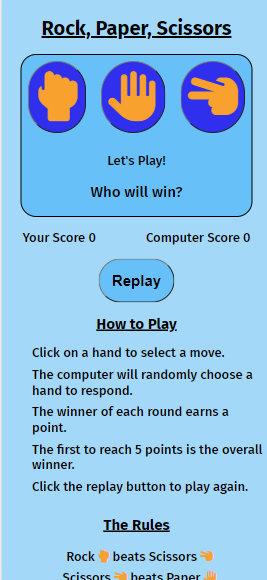 Rock, Paper, Scissors
Let's Play!
Who will win?
Your Score 0
Computer Score 0
Replay
How to Play
Click on a hand to select a move.
The computer will randomly choose a
hand to respond.
The winner of each round earns a
point.
The first to reach 5 points is the overall
winner.
Click the replay button to play again.
The Rules
Rock beats Scissors
Scissors beats Paper